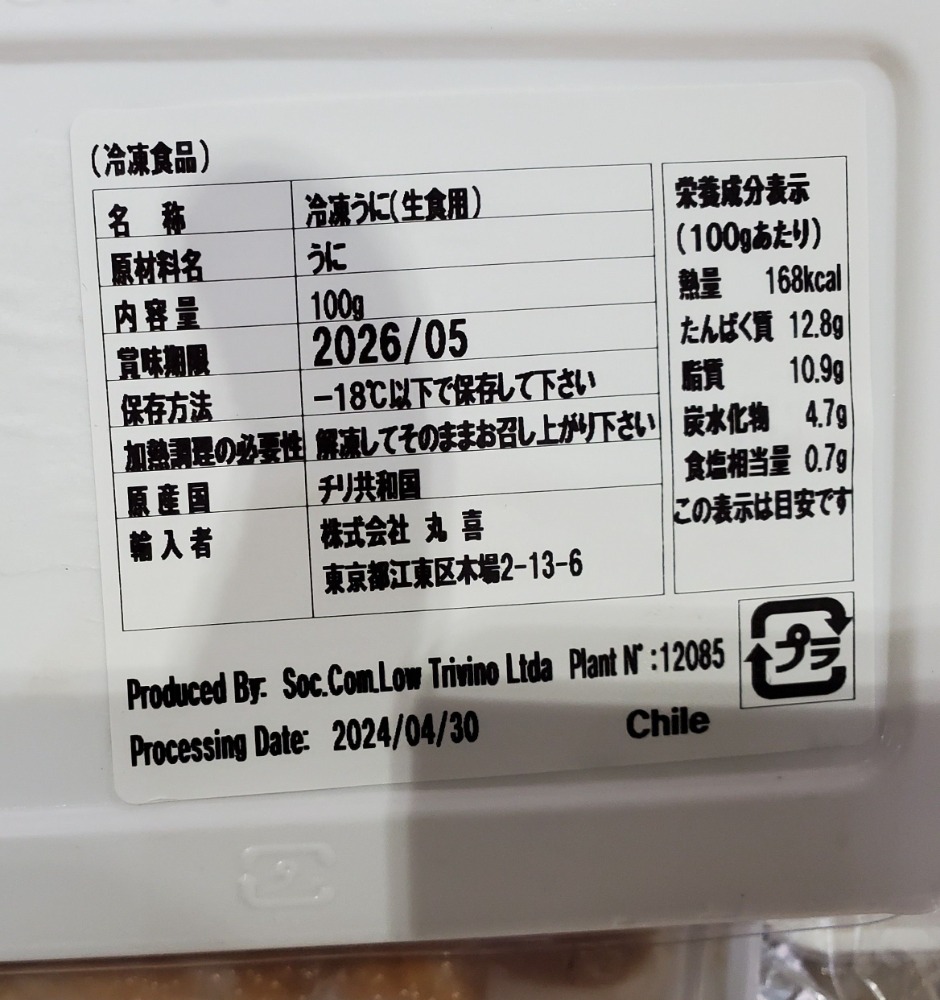 (冷凍食品)
名 称 冷凍うに(生食用)
原材料名 うに
内容量 100g
賞味期限 2026/05
保存方法 -18℃以下で保存して下さい
加熱調理の必要性 解凍してそのままお召し上がり下さい
原産国 チリ共和国
輸入者 株式会社 丸 喜
東京都江東区木場2-13-6
栄養成分表示
(100gあたり)
熱量 168kcal
たんぱく質 12.8g
脂質 10.9g
炭水化物 4.7g
食塩相当量 0.7g
この表示は目安です
Produced By: Soc.Com.Low Trivino Ltda Plant N°:12085
Processing Date: 2024/04/30
Chile
プラ